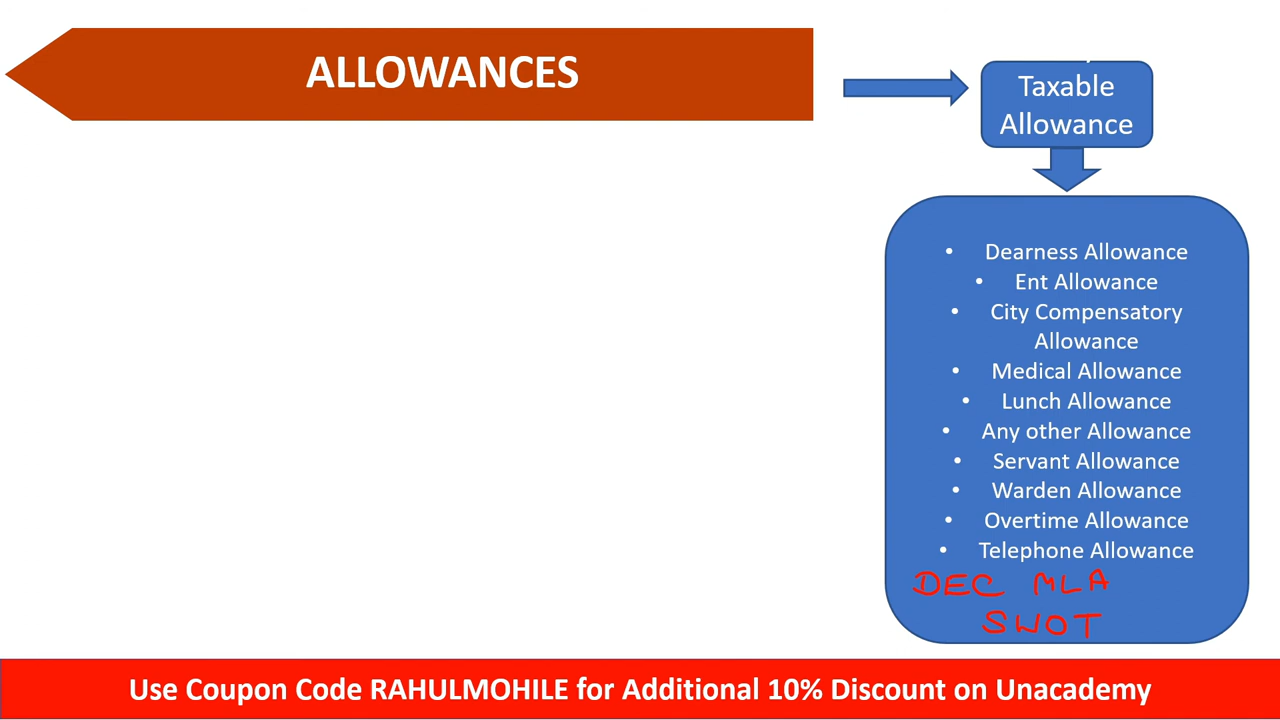 ALLOWANCES
Taxable
Allowance
• Dearness Allowance
• Ent Allowance
• City Compensatory
Allowance
• Medical Allowance
• Lunch Allowance
• Any other Allowance
• Servant Allowance
• Warden Allowance
• Overtime Allowance
• Telephone Allowance
DEC MLA
SWOT
Use Coupon Code RAHULMOHILE for Additional 10% Discount on Unacademy